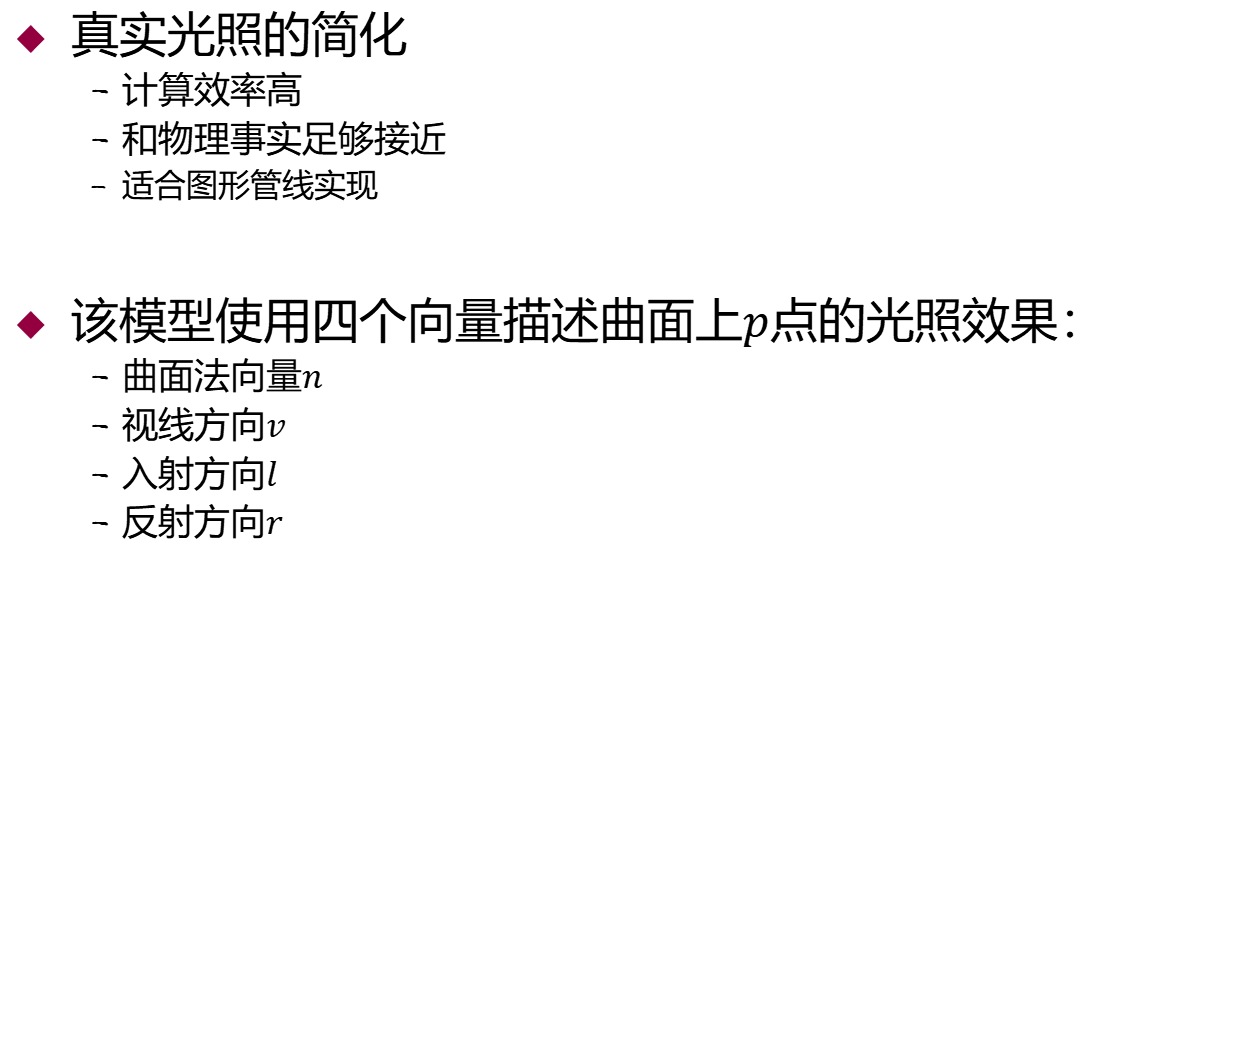 ◆ 真实光照的简化
– 计算效率高
– 和物理事实足够接近
– 适合图形管线实现
◆ 该模型使用四个向量描述曲面上p点的光照效果：
– 曲面法向量n
– 视线方向v
– 入射方向l
– 反射方向r